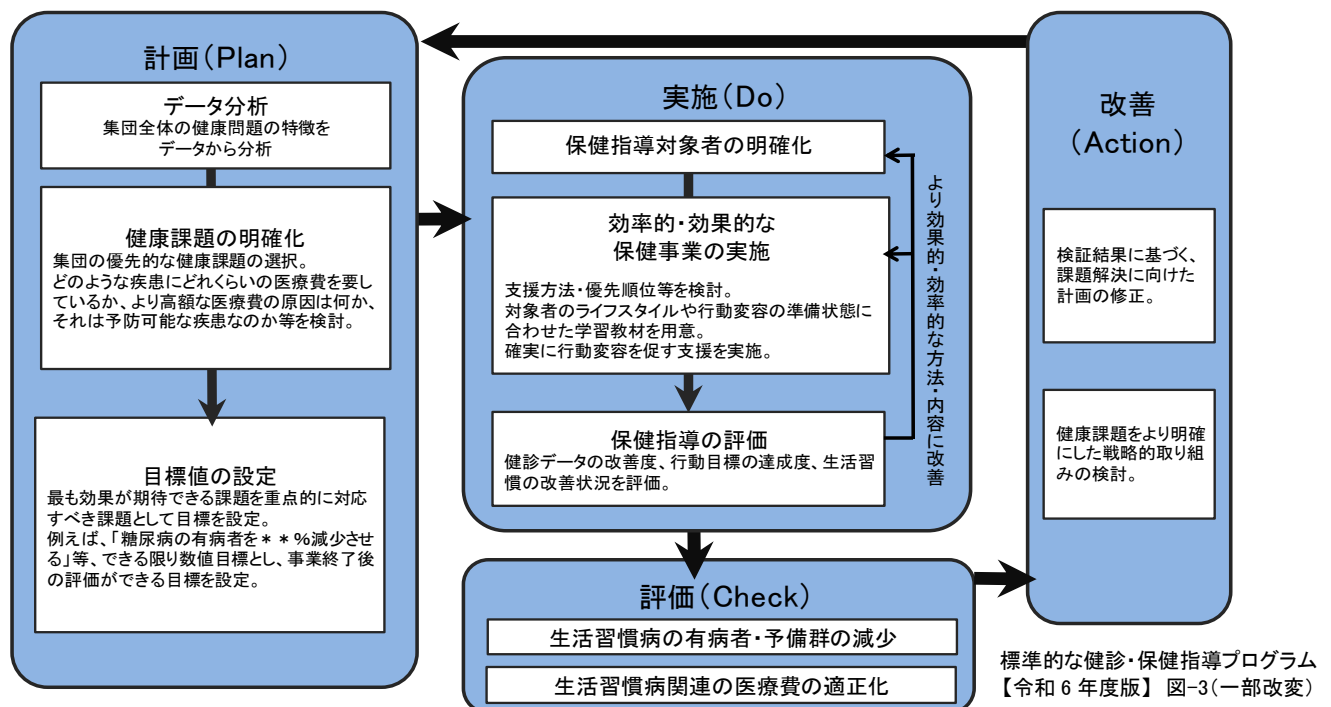 計画(Plan)
データ分析
集団全体の健康問題の特徴を
データから分析
健康課題の明確化
集団の優先的な健康課題の選択。
どのような疾患にどれくらいの医療費を要し
ているか、より高額な医療費の原因は何か、
それは予防可能な疾患なのか等を検討。
目標値の設定
最も効果が期待できる課題を重点的に対応
すべき課題として目標を設定。
例えば、「糖尿病の有病者を**%減少させ
る」等、できる限り数値目標とし、事業終了後
の評価ができる目標を設定。
実施(Do)
保健指導対象者の明確化
効率的・効果的な
保健事業の実施
支援方法・優先順位等を検討。
対象者のライフスタイルや行動変容の準備状態に
合わせた学習教材を用意。
確実に行動変容を促す支援を実施。
保健指導の評価
健診データの改善度、行動目標の達成度、生活習
慣の改善状況を評価。
より効果的・効率的な方法・内容に改善
評価(Check)
生活習慣病の有病者・予備群の減少
生活習慣病関連の医療費の適正化
改善
(Action)
検証結果に基づく、
課題解決に向けた
計画の修正。
健康課題をより明確
にした戦略的取り組
みの検討。
標準的な健診・保健指導プログラム
【令和6年度版】 図-3(一部改変)